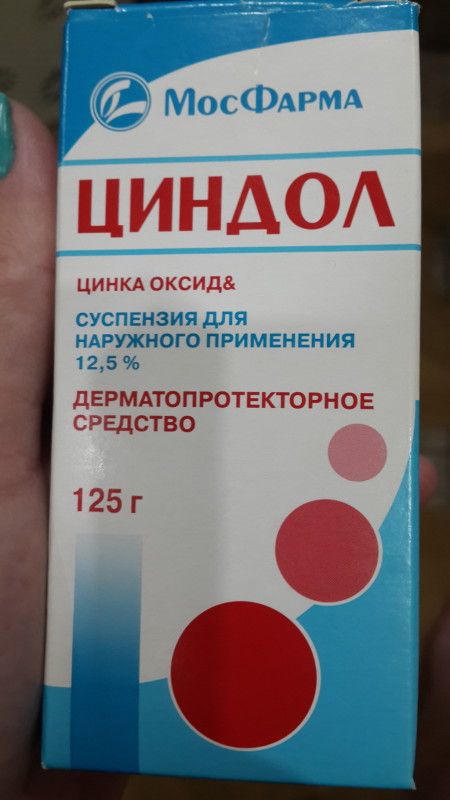 МОСФАРМА
ЦИНДОЛ
ЦИНКА ОКСИД&
СУСПЕНЗИЯ ДЛЯ
НАРУЖНОГО ПРИМЕНЕНИЯ
12,5 %
ДЕРМАТОПРОТЕКТОРНОЕ
СРЕДСТВО
125 г